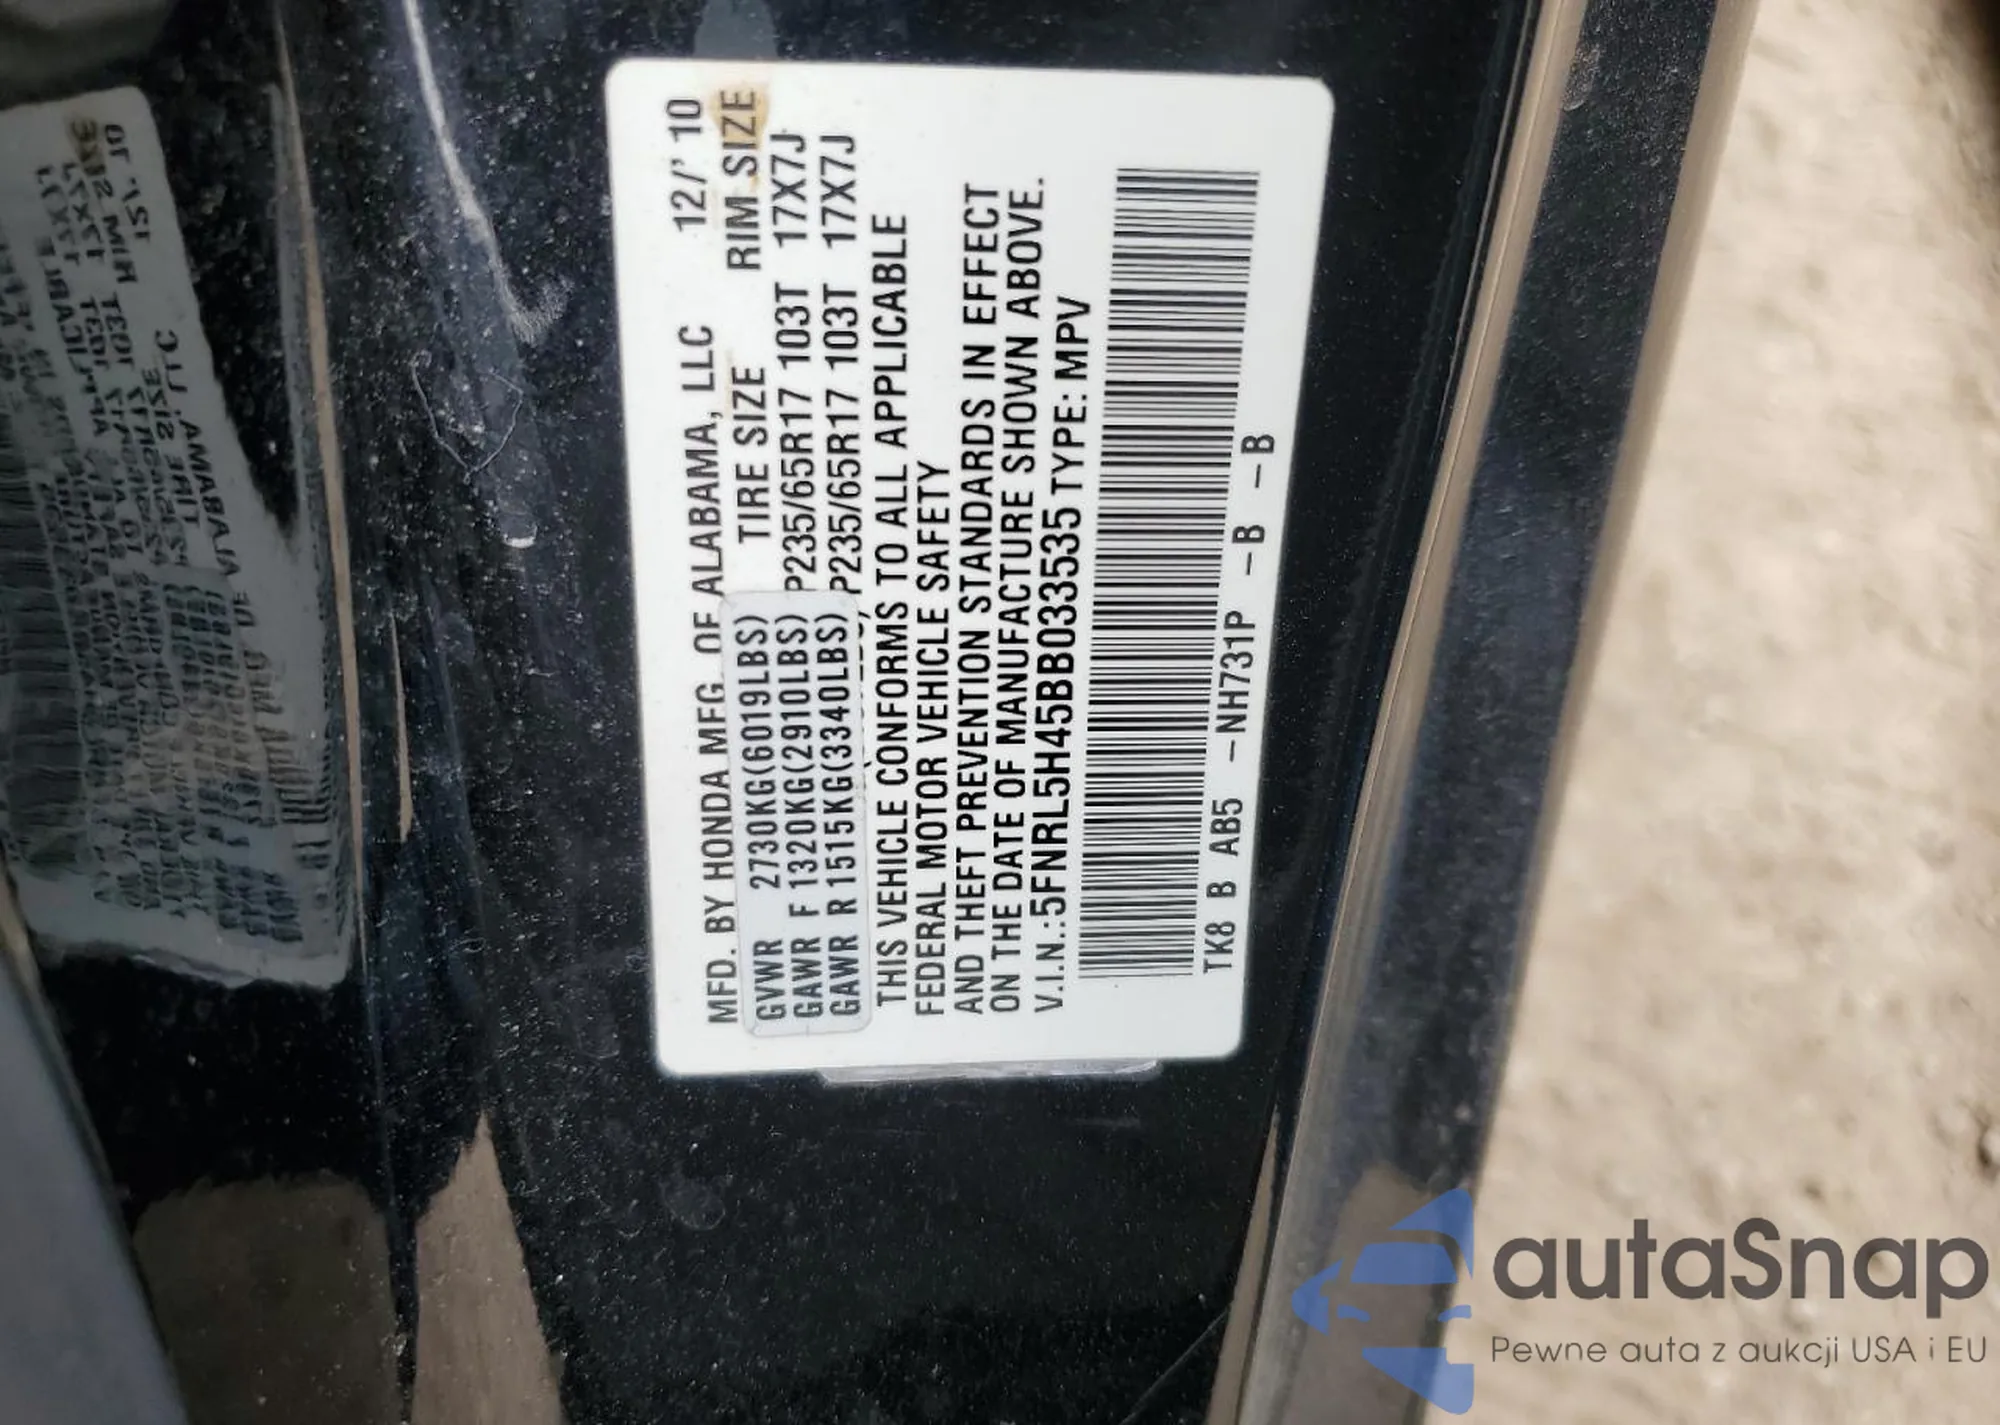 MFD. BY HONDA MFG. OF ALABAMA, LLC 12/'10
TIRE SIZE RIM SIZE
GVWR 2730KG(6019LBS)
GAWR F 1320KG(2910LBS) P235/65R17 103T 17X7J
GAWR R 1515KG(3340LBS) P235/65R17 103T 17X7J
THIS VEHICLE CONFORMS TO ALL APPLICABLE
FEDERAL MOTOR VEHICLE SAFETY
AND THEFT PREVENTION STANDARDS IN EFFECT
ON THE DATE OF MANUFACTURE SHOWN ABOVE.
V.I.N.:5FNRL5H45BB033535 TYPE: MPV
TK8 B AB5 -NH731P -B -B
autaSnap
Pewne auta z aukcji USA i EU